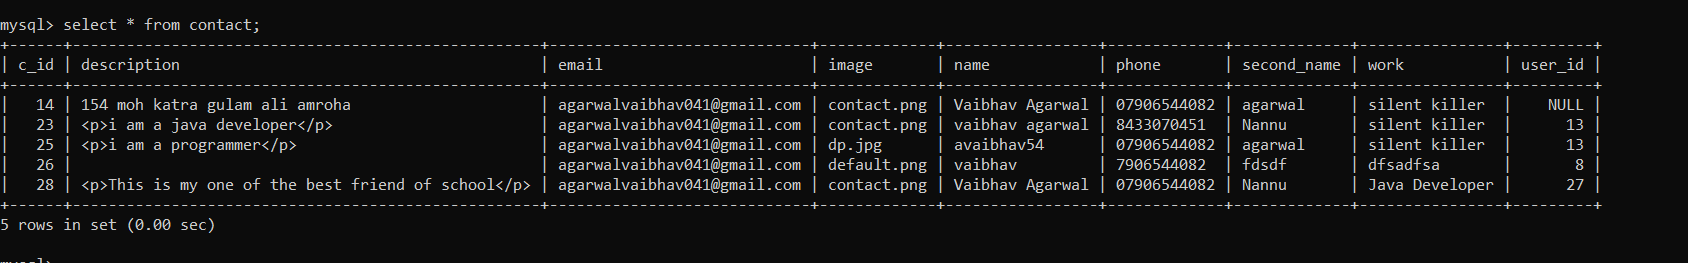 mysql> select * from contact;
+------+----------------------------------------------------+-----------------------------+-------------+-----------------+-------------+-------------+----------------+---------+
| c_id | description                                        | email                       | image       | name            | phone       | second_name | work           | user_id |
+------+----------------------------------------------------+-----------------------------+-------------+-----------------+-------------+-------------+----------------+---------+
|   14 | 154 moh katra gulam ali amroha                     | agarwalvaibhav041@gmail.com | contact.png | Vaibhav Agarwal | 07906544082 | agarwal     | silent killer  |    NULL |
|   23 | <p>i am a java developer</p>                       | agarwalvaibhav041@gmail.com | contact.png | vaibhav agarwal | 8433070451  | Nannu       | silent killer  |      13 |
|   25 | <p>i am a programmer</p>                           | agarwalvaibhav041@gmail.com | dp.jpg      | avaibhav54      | 07906544082 | agarwal     | silent killer  |      13 |
|   26 |                                                    | agarwalvaibhav041@gmail.com | default.png | vaibhav         | 7906544082  | fdsdf       | dfsadfsa       |       8 |
|   28 | <p>This is my one of the best friend of school</p> | agarwalvaibhav041@gmail.com | contact.png | Vaibhav Agarwal | 07906544082 | Nannu       | Java Developer |      27 |
+------+----------------------------------------------------+-----------------------------+-------------+-----------------+-------------+-------------+----------------+---------+
5 rows in set (0.00 sec)
mysql>